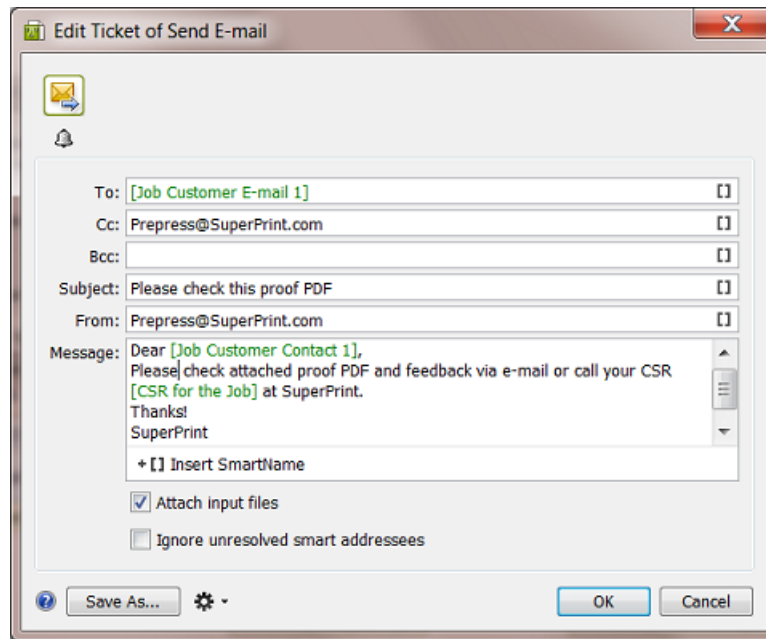 Edit Ticket of Send E-mail
To: [Job Customer E-mail 1]
Cc: Prepress@SuperPrint.com
Bcc:
Subject: Please check this proof PDF
From: Prepress@SuperPrint.com
Message: Dear [Job Customer Contact 1],
Please check attached proof PDF and feedback via e-mail or call your CSR
[CSR for the Job] at SuperPrint.
Thanks!
SuperPrint
+[] Insert SmartName
Attach input files
Ignore unresolved smart addressees
Save As... OK Cancel